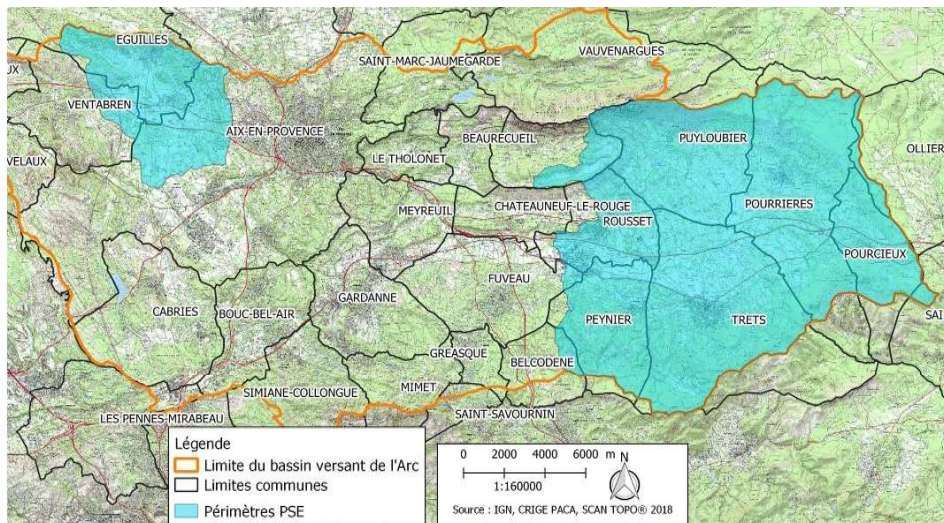 EGUILLES
VAUVENARGUES
SAINT-MARC-JAUMEGARDE
UX
VENTABREN
AIX-EN-PROVENCE
BEAURECUEIL
PUYLOUBIER
OLLIER
VELAUX
LE THOLONET
MEYREUIL
CHATEAUNEUF-LE-ROUGE
POURRIERES
ROUSSET
POURCIEUX
FUVEAU
GARDANNE
CABRIES
BOUC-BEL-AIR
PEYNIER
TRETS
SAI
GREASQUE
BELCODENE
MIMET
SIMIANE-COLLONGUE
SAINT-SAVOURNIN
LES PENNES-MIRABEAU
Légende
Limite du bassin versant de l'Arc
Limites communes
Périmètres PSE
0 2000 4000 6000 m
N
1:160000
Source : IGN, CRIGE PACA, SCAN TOPO® 2018